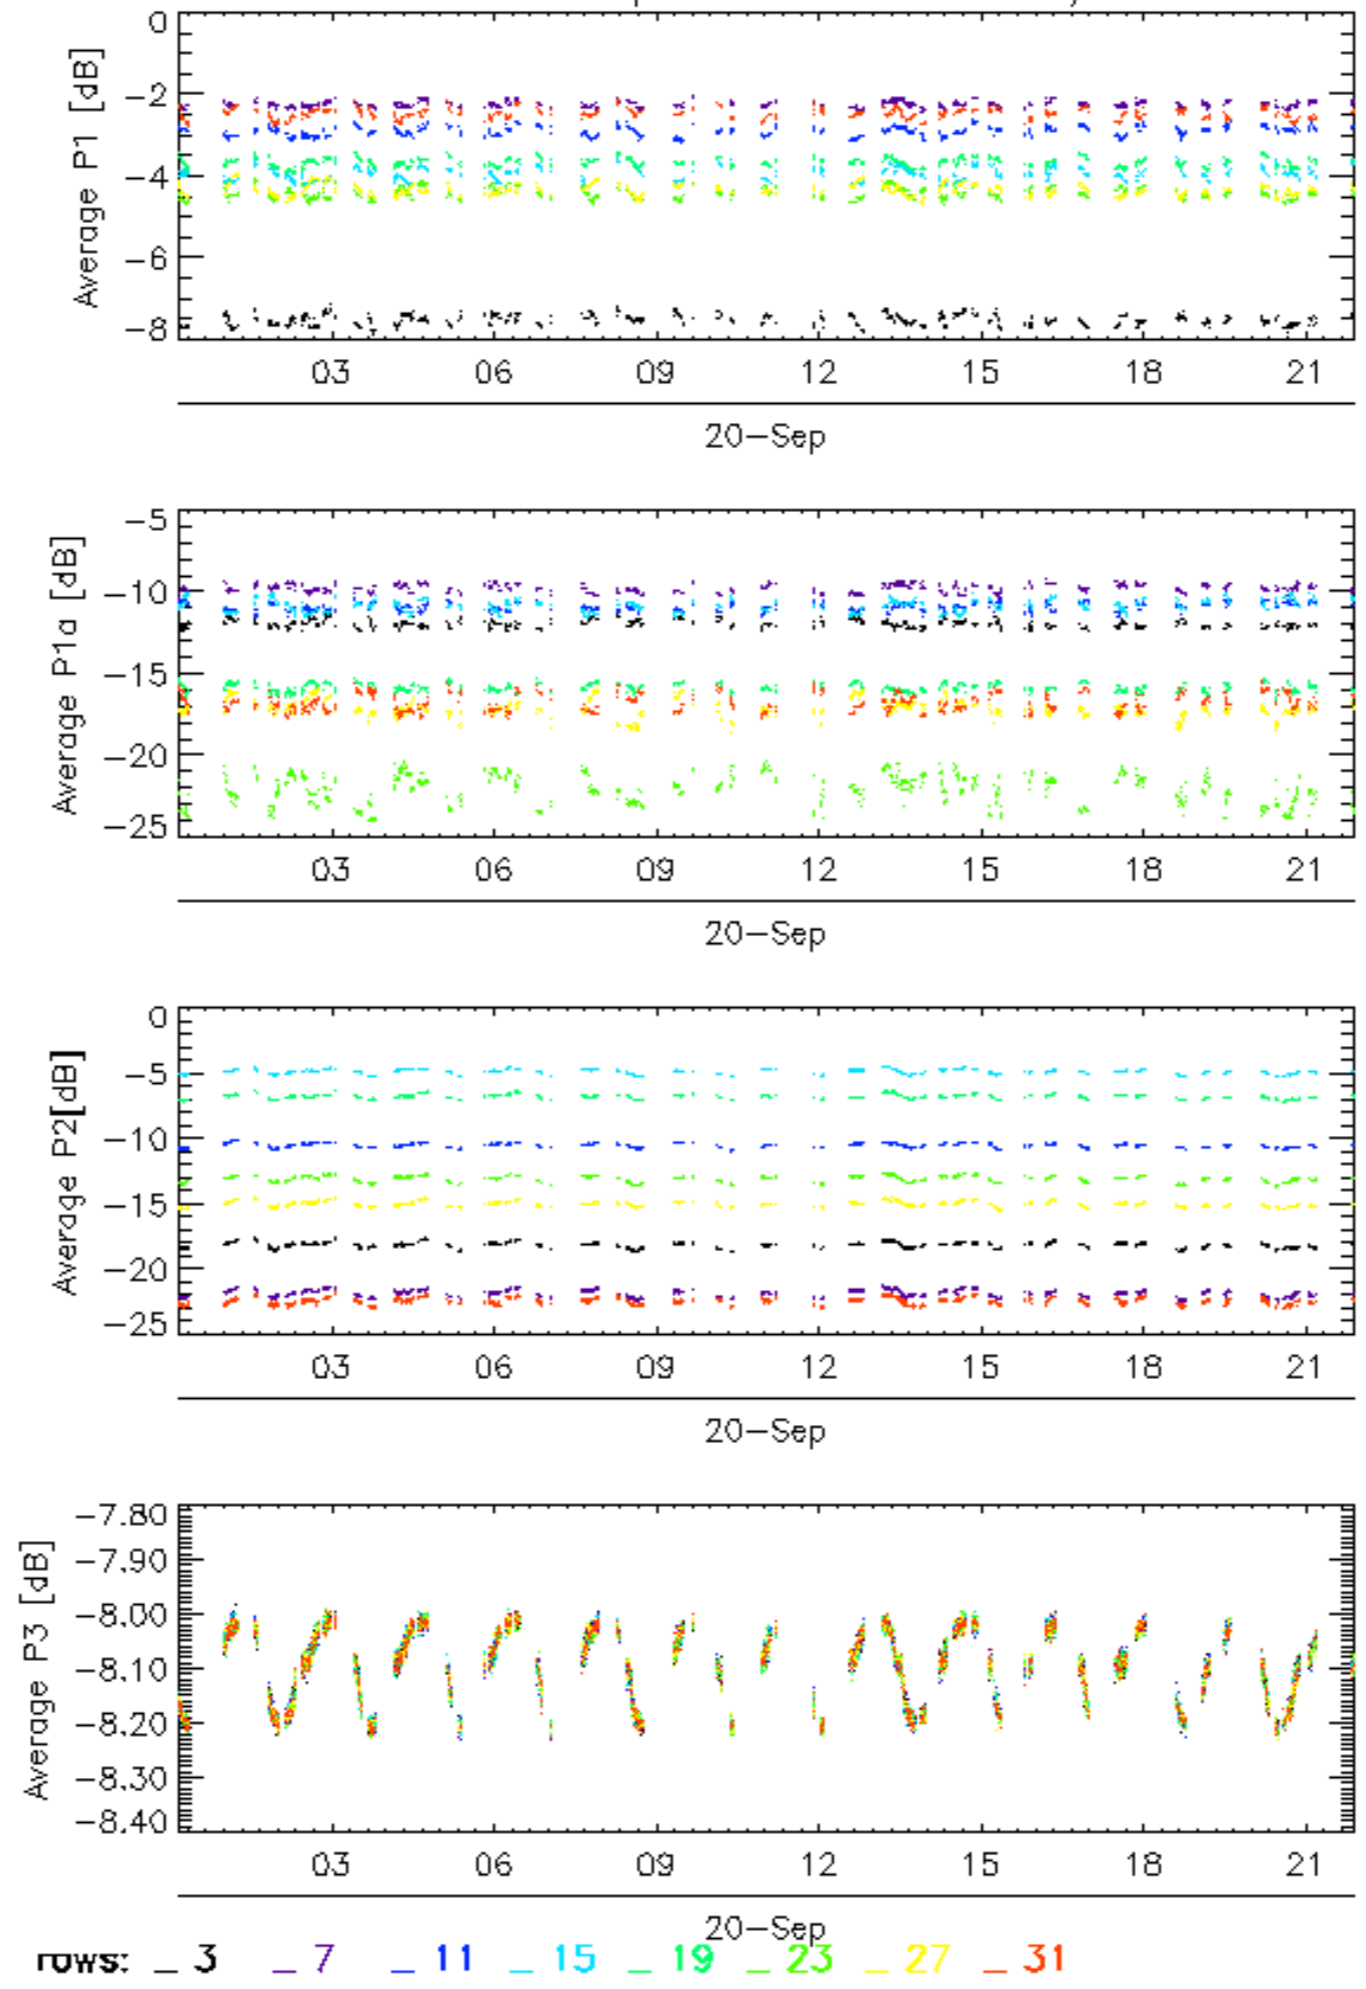 Average P1 [dB]
0
−2
−4
−6
−8
03 06 09 12 15 18 21
20−Sep
Average P1a [dB]
−5
−10
−15
−20
−25
03 06 09 12 15 18 21
20−Sep
Average P2[dB]
0
−5
−10
−15
−20
−25
03 06 09 12 15 18 21
20−Sep
Average P3 [dB]
−7.80
−7.90
−8.00
−8.10
−8.20
−8.30
−8.40
03 06 09 12 15 18 21
20−Sep
rows: _ 3 _ 7 _ 11 _ 15 _ 19 _ 23 _ 27 _ 31